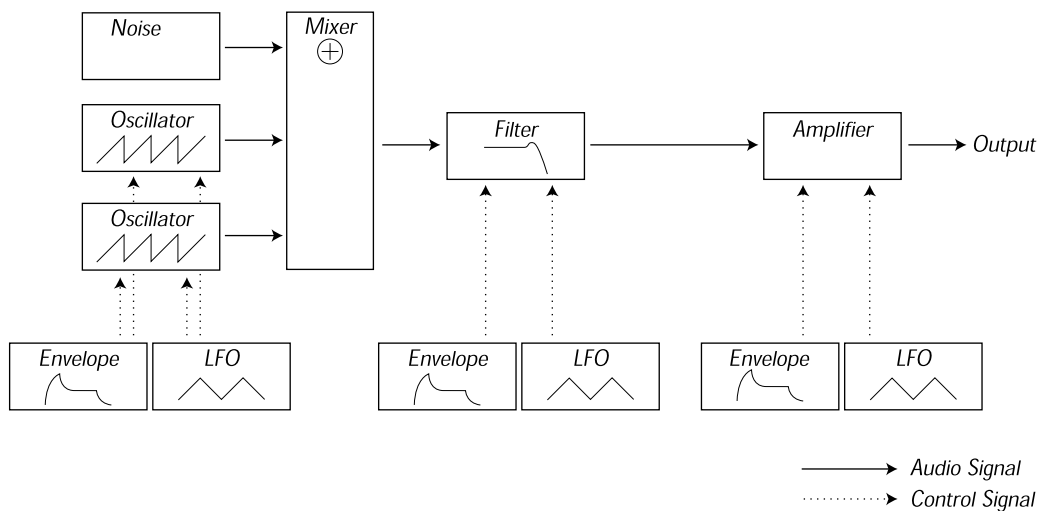 Noise
Mixer
Oscillator
Filter
Amplifier
Output
Oscillator
Envelope
LFO
Envelope
LFO
Envelope
LFO
Audio Signal
Control Signal